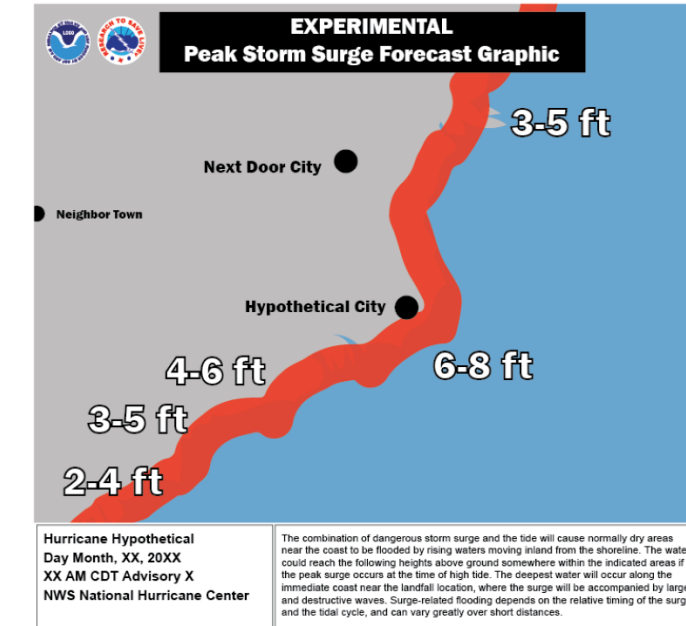 EXPERIMENTAL
Peak Storm Surge Forecast Graphic
LOGO
RESEARCH TO SAVE LIVES
3-5 ft
Next Door City
Neighbor Town
Hypothetical City
6-8 ft
4-6 ft
3-5 ft
2-4 ft
Hurricane Hypothetical
Day Month, XX, 20XX
XX AM CDT Advisory X
NWS National Hurricane Center
The combination of dangerous storm surge and the tide will cause normally dry areas
near the coast to be flooded by rising waters moving inland from the shoreline. The wate
could reach the following heights above ground somewhere within the indicated areas if
the peak surge occurs at the time of high tide. The deepest water will occur along the
immediate coast near the landfall location, where the surge will be accompanied by large
and destructive waves. Surge-related flooding depends on the relative timing of the surg
and the tidal cycle, and can vary greatly over short distances.